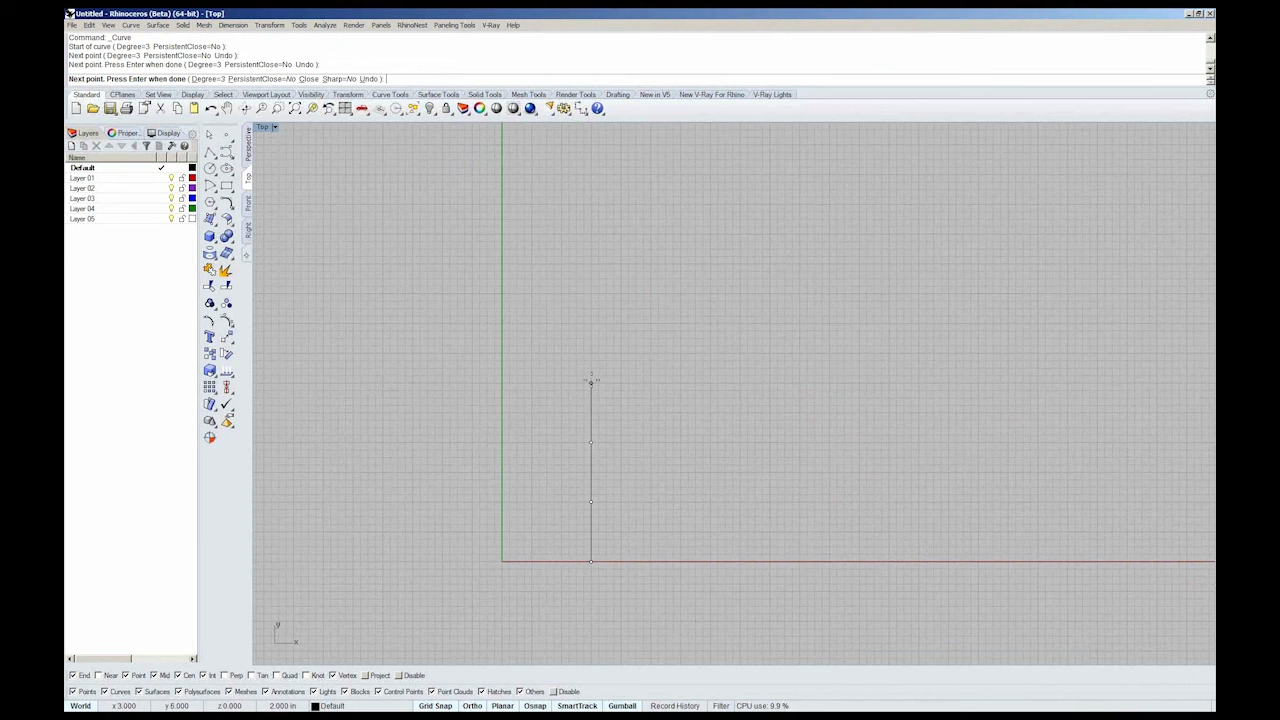 Untitled - Rhinoceros (Beta) (64-bit) - [Top]
File Edit View Curve Surface Solid Mesh Dimension Transform Tools Analyze Render Panels RhinoNest Paneling Tools V-Ray Help
Command: _Curve
Start of curve ( Degree=3 PersistentClose=No ):
Next point ( Degree=3 PersistentClose=No Undo ):
Next point. Press Enter when done ( Degree=3 PersistentClose=No Undo ):
Next point. Press Enter when done ( Degree=3 PersistentClose=No Close Sharp=No Undo ):
Standard CPlanes Set View Display Select Viewport Layout Visibility Transform Curve Tools Surface Tools Solid Tools Mesh Tools Render Tools Drafting New in V5 New V-Ray For Rhino V-Ray Lights
Layers Proper... Display
Name
Default
Layer 01
Layer 02
Layer 03
Layer 04
Layer 05
Perspective
Top
Front
Right
Top
y
x
End Near Point Mid Cen Int Perp Tan Quad Knot Vertex Project Disable
Points Curves Surfaces Polysurfaces Meshes Annotations Lights Blocks Control Points Point Clouds Hatches Others Disable
World x 3.000 y 6.000 z 0.000 2.000 in Default Grid Snap Ortho Planar Osnap SmartTrack Gumball Record History Filter CPU use: 9.9 %